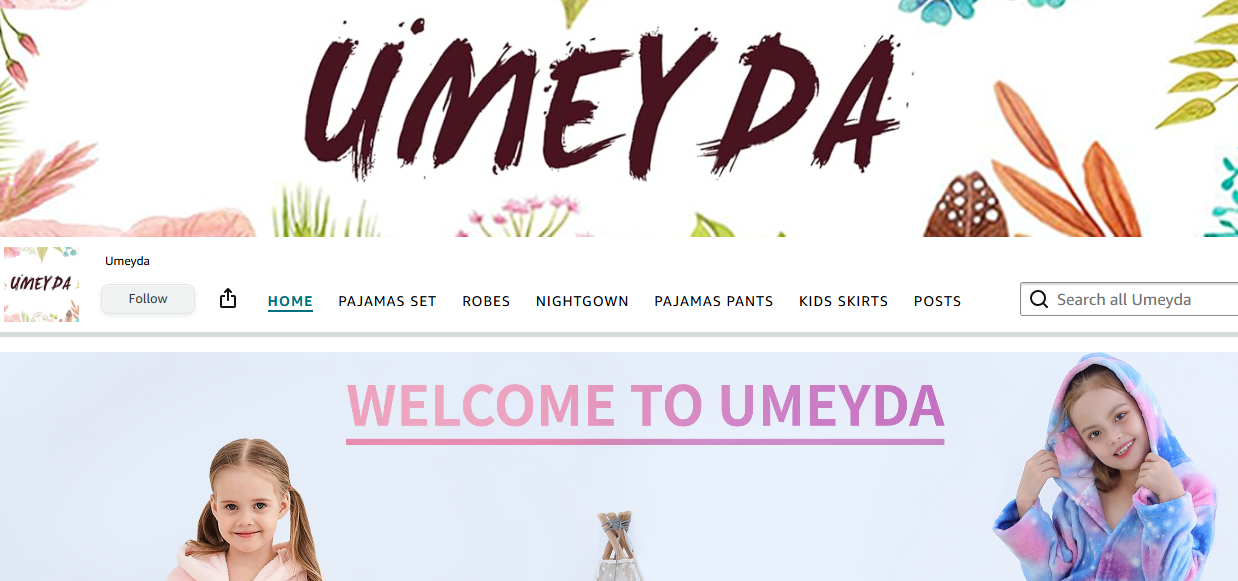 UMEYDA
UMEYDA
Umeyda
Follow
HOME PAJAMAS SET ROBES NIGHTGOWN PAJAMAS PANTS KIDS SKIRTS POSTS
Search all Umeyda
WELCOME TO UMEYDA